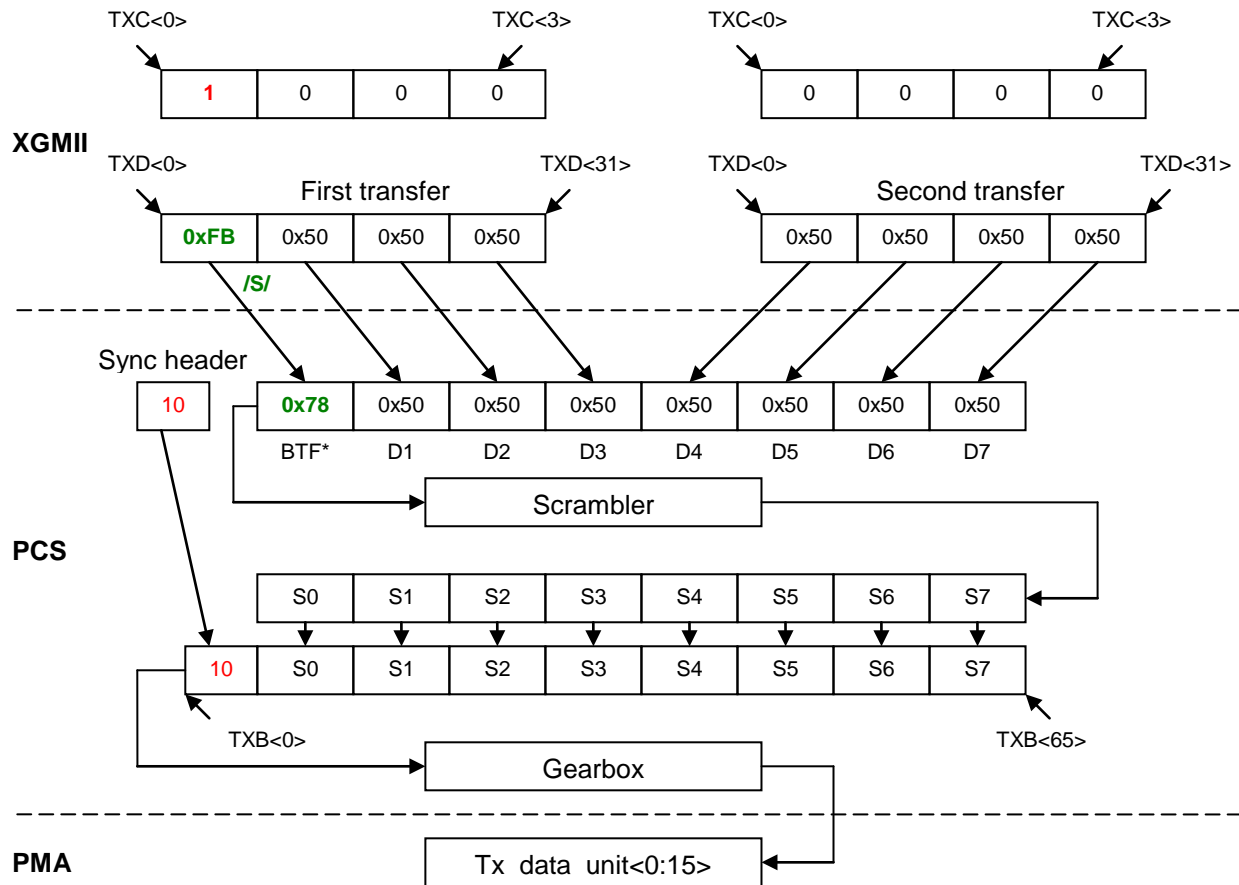 TXC<0> TXC<3> TXC<0> TXC<3>
1 0 0 0 0 0 0 0
XGMII
TXD<0> First transfer TXD<31> TXD<0> Second transfer TXD<31>
0xFB 0x50 0x50 0x50 0x50 0x50 0x50 0x50
/S/
Sync header
10 0x78 0x50 0x50 0x50 0x50 0x50 0x50 0x50
BTF* D1 D2 D3 D4 D5 D6 D7
Scrambler
PCS
S0 S1 S2 S3 S4 S5 S6 S7
10 S0 S1 S2 S3 S4 S5 S6 S7
TXB<0> TXB<65>
Gearbox
PMA
Tx data unit<0:15>